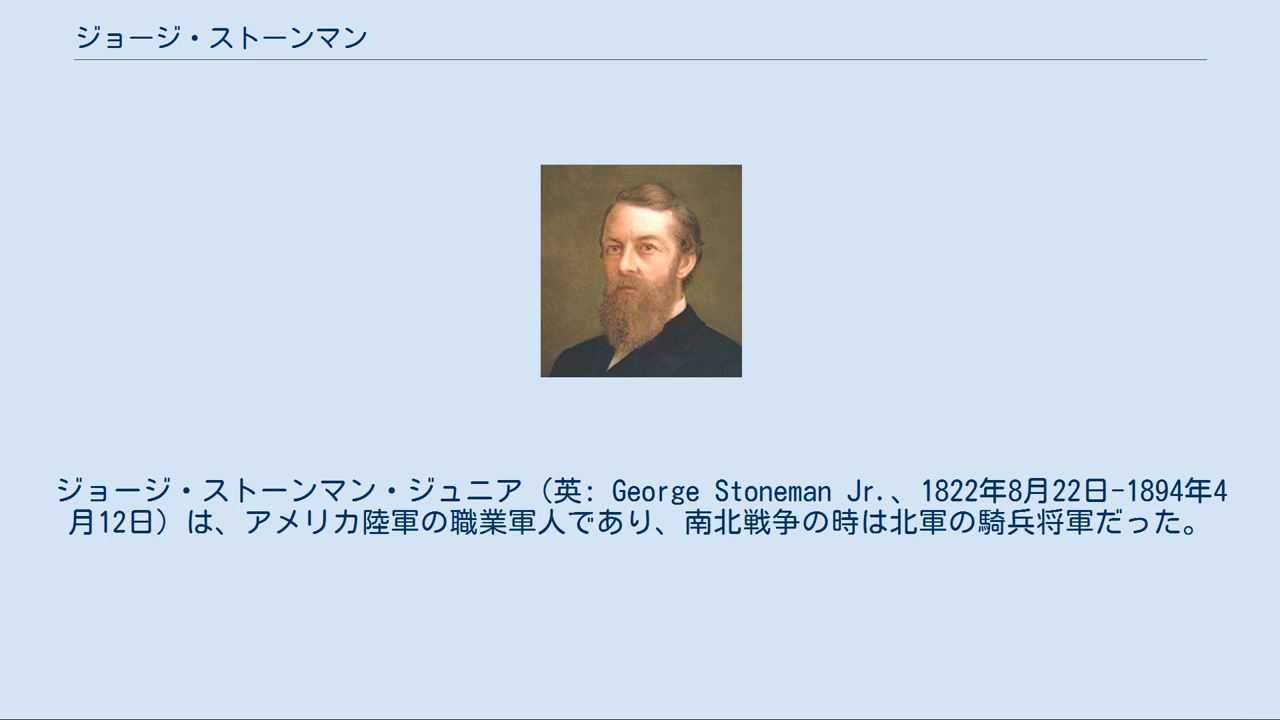 ジョージ・ストーンマン
ジョージ・ストーンマン・ジュニア（英: George Stoneman Jr.、1822年8月22日-1894年4
月12日）は、アメリカ陸軍の職業軍人であり、南北戦争の時は北軍の騎兵将軍だった。